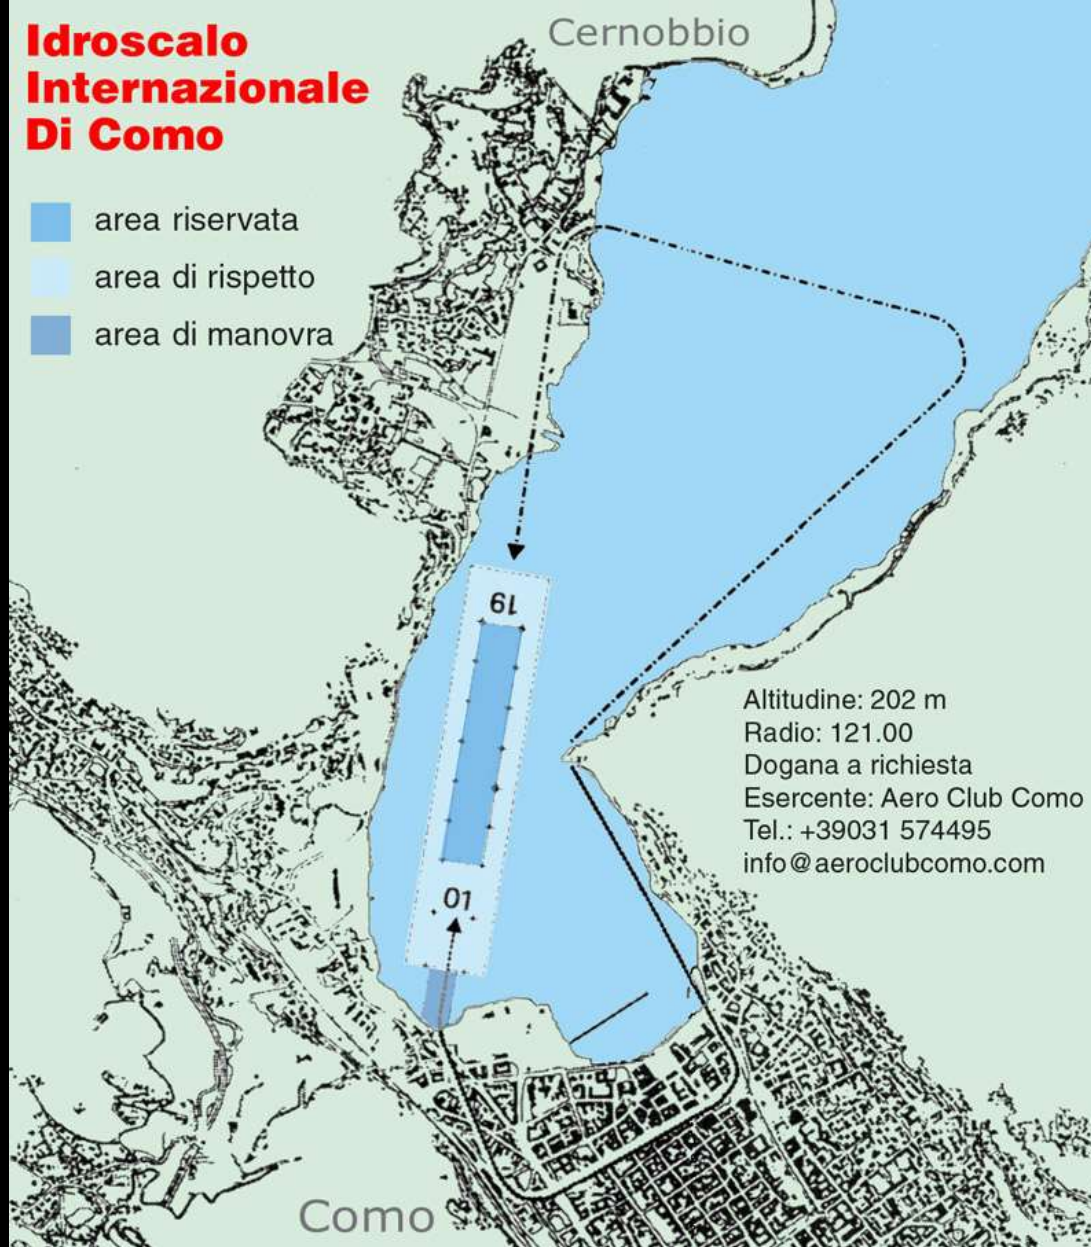 Cernobbio
Idroscalo
Internazionale
Di Como
area riservata
area di rispetto
area di manovra
19
Altitudine: 202 m
Radio: 121.00
Dogana a richiesta
Esercente: Aero Club Como
Tel.: +39031 574495
info@aeroclubcomo.com
01
Como